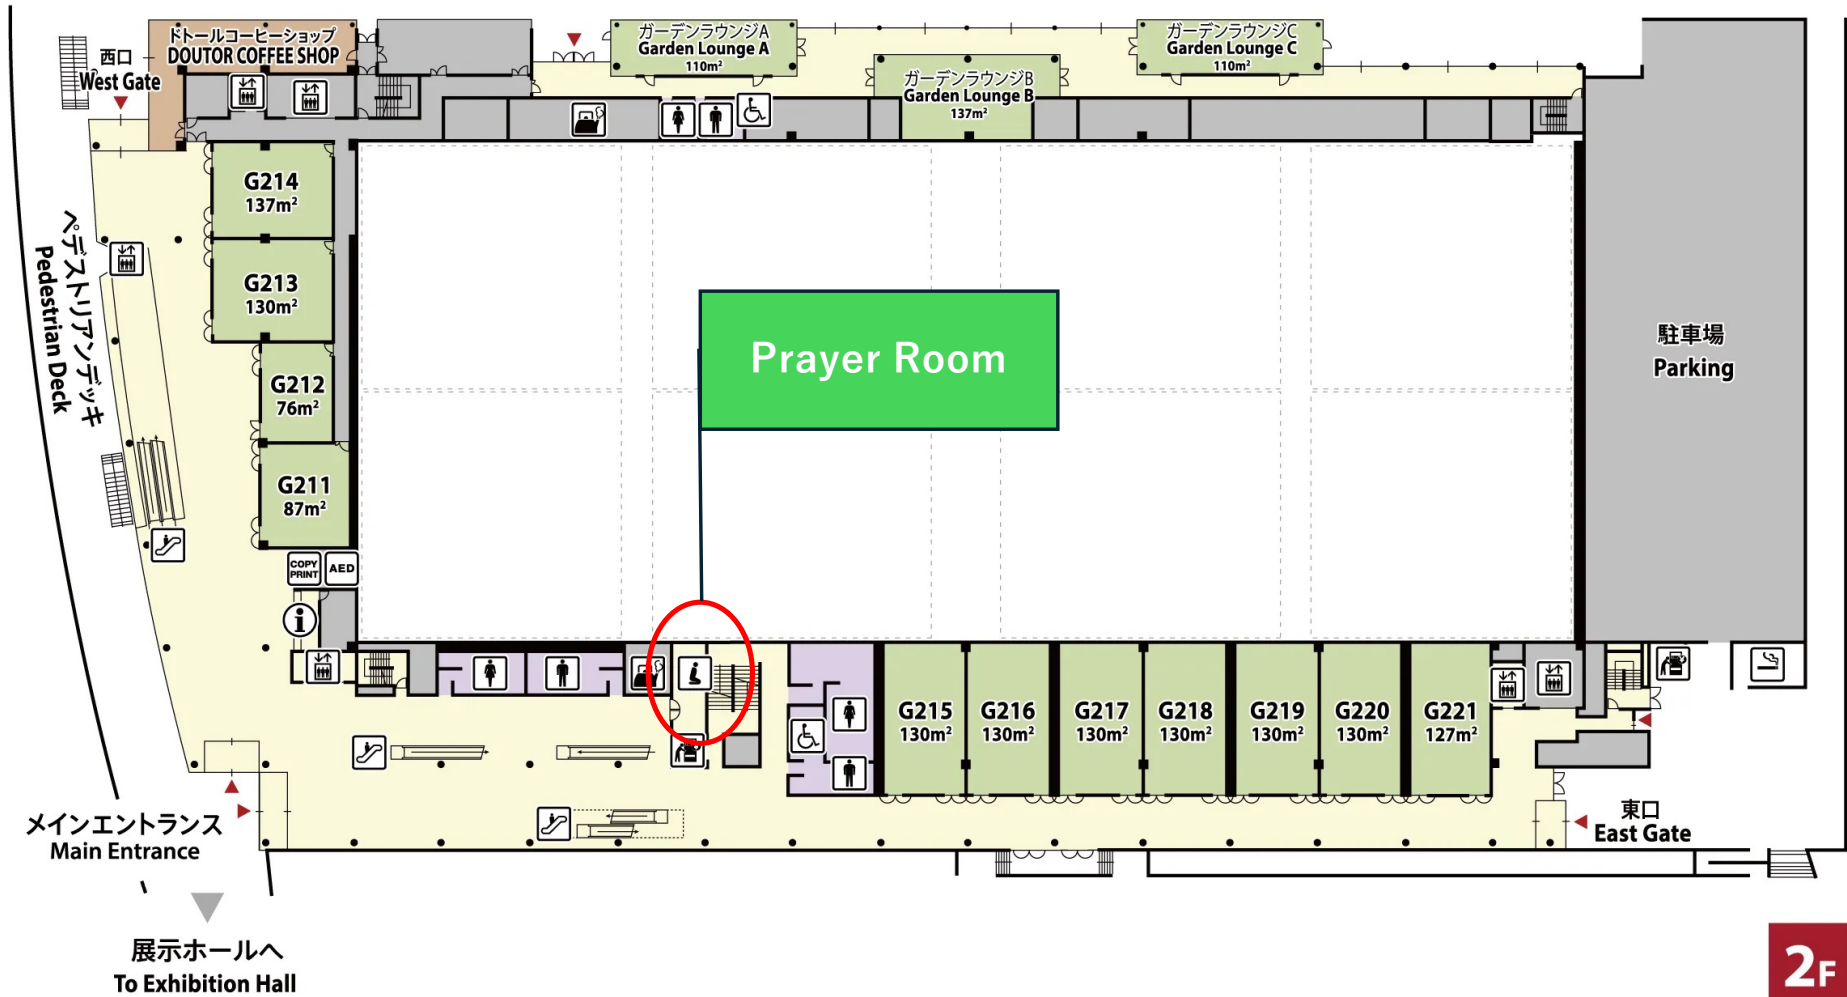 ドトールコーヒーショップ
DOUTOR COFFEE SHOP
西口
West Gate
ガーデンラウンジA
Garden Lounge A
110m²
ガーデンラウンジB
Garden Lounge B
137m²
ガーデンラウンジC
Garden Lounge C
110m²
G214
137m²
G213
130m²
G212
76m²
G211
87m²
ペデストリアンデッキ
Pedestrian Deck
Prayer Room
駐車場
Parking
COPY
PRINT
AED
i
G215
130m²
G216
130m²
G217
130m²
G218
130m²
G219
130m²
G220
130m²
G221
127m²
メインエントランス
Main Entrance
東口
East Gate
展示ホールへ
To Exhibition Hall
2F